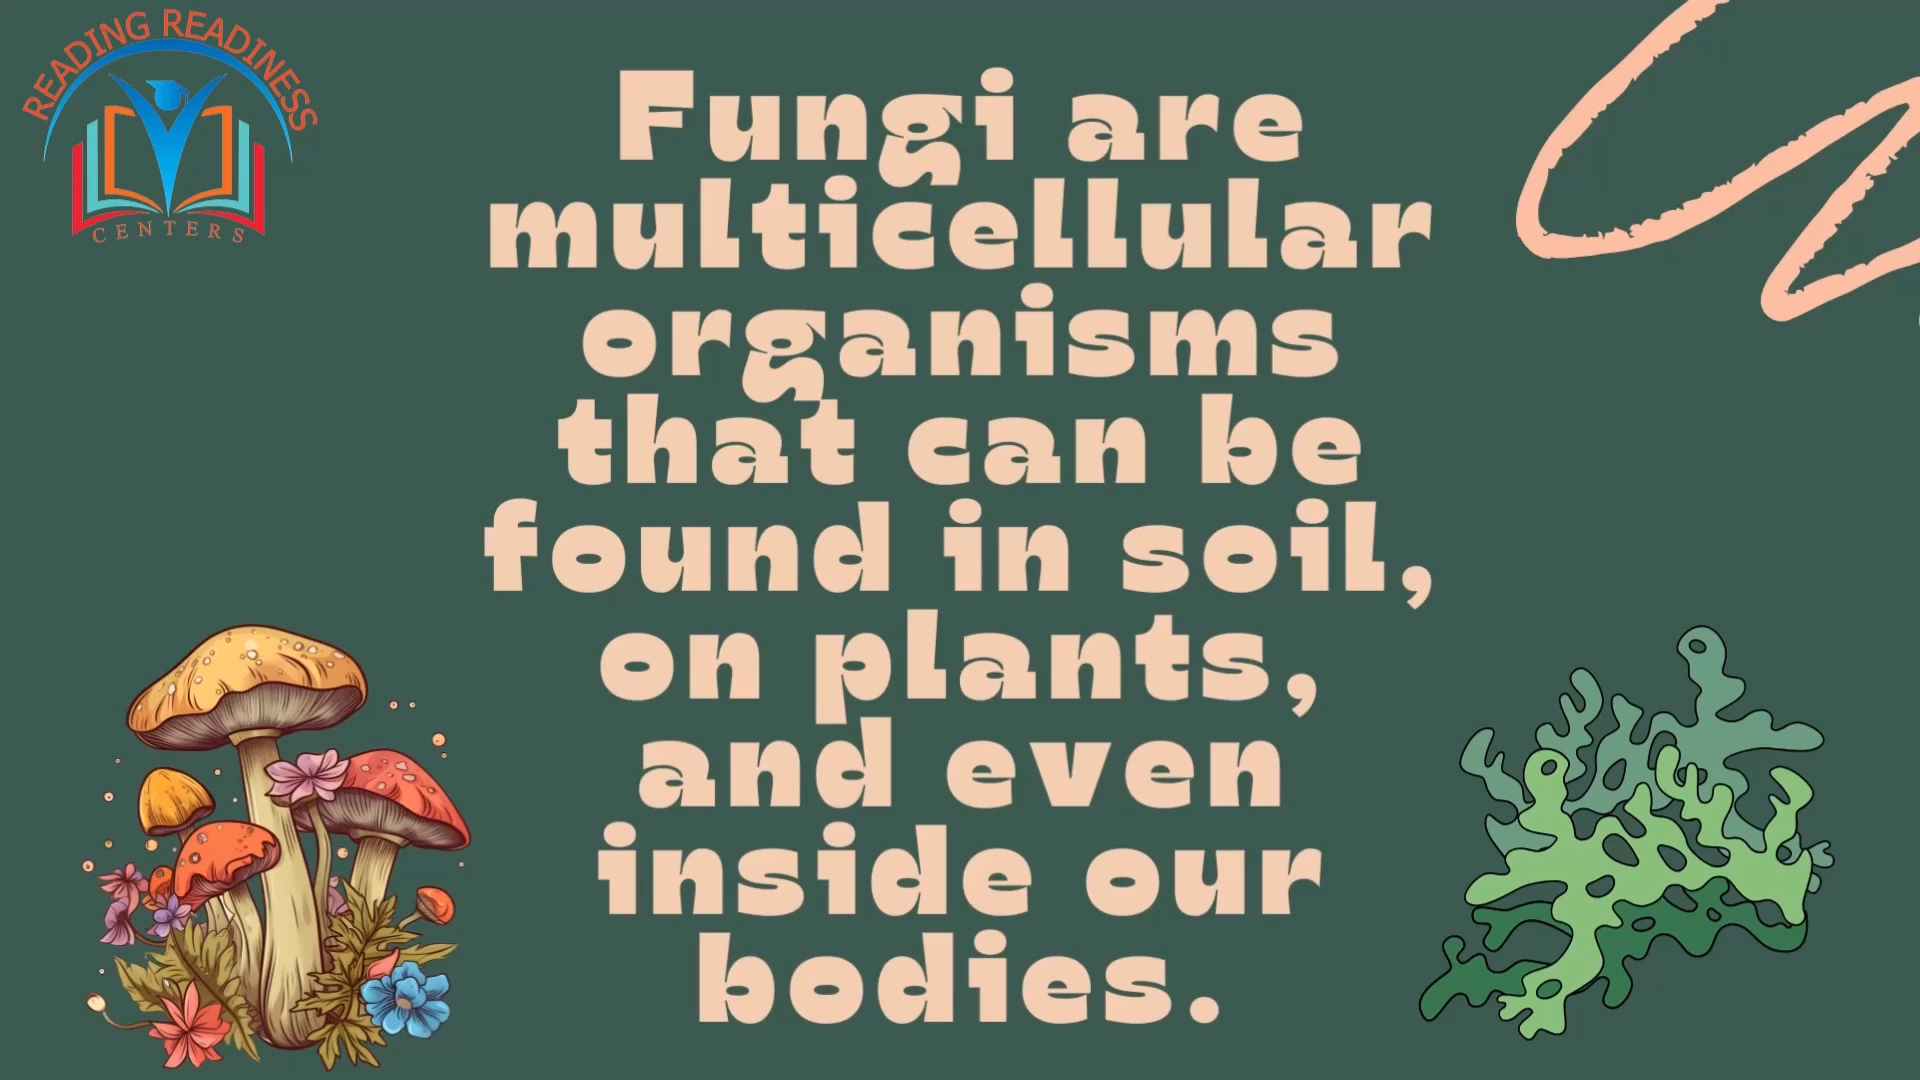 READING READINESS
CENTERS
Fungi are
multicellular
organisms
that can be
found in soil,
on plants,
and even
inside our
bodies.